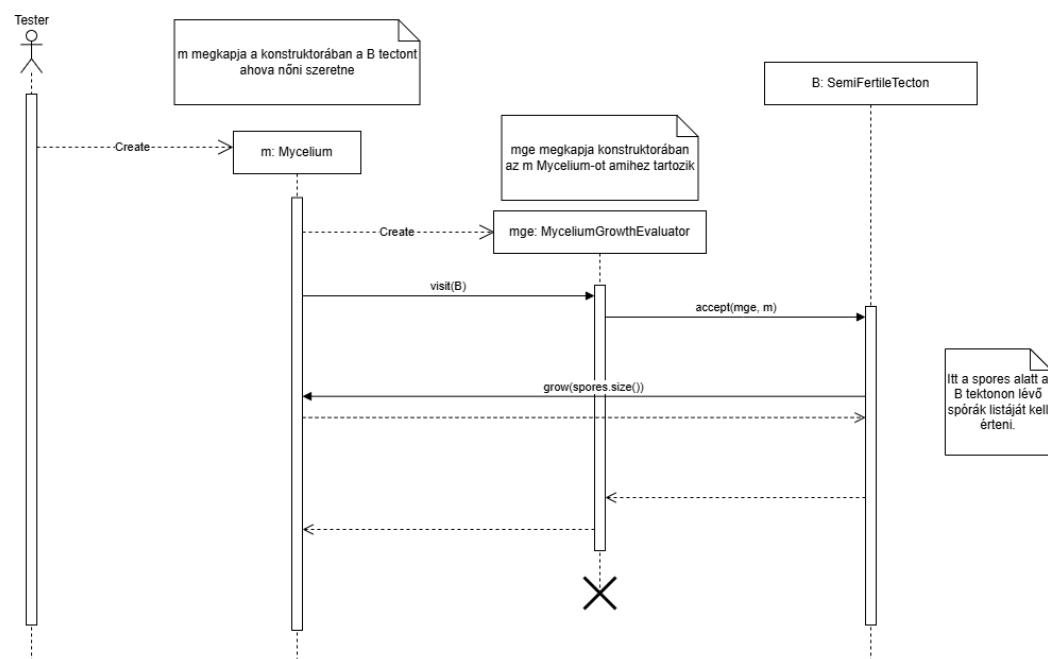 Tester
m megkapja a konstruktorában a B tectont
ahova nőni szeretne
B: SemiFertileTecton
Create
m: Mycelium
mge megkapja konstruktorában
az m Mycelium-ot amihez tartozik
Create
mge: MyceliumGrowthEvaluator
visit(B)
accept(mge, m)
grow(spores.size())
Itt a spores alatt a
B tektonon lévő
spórák listáját kell
érteni.